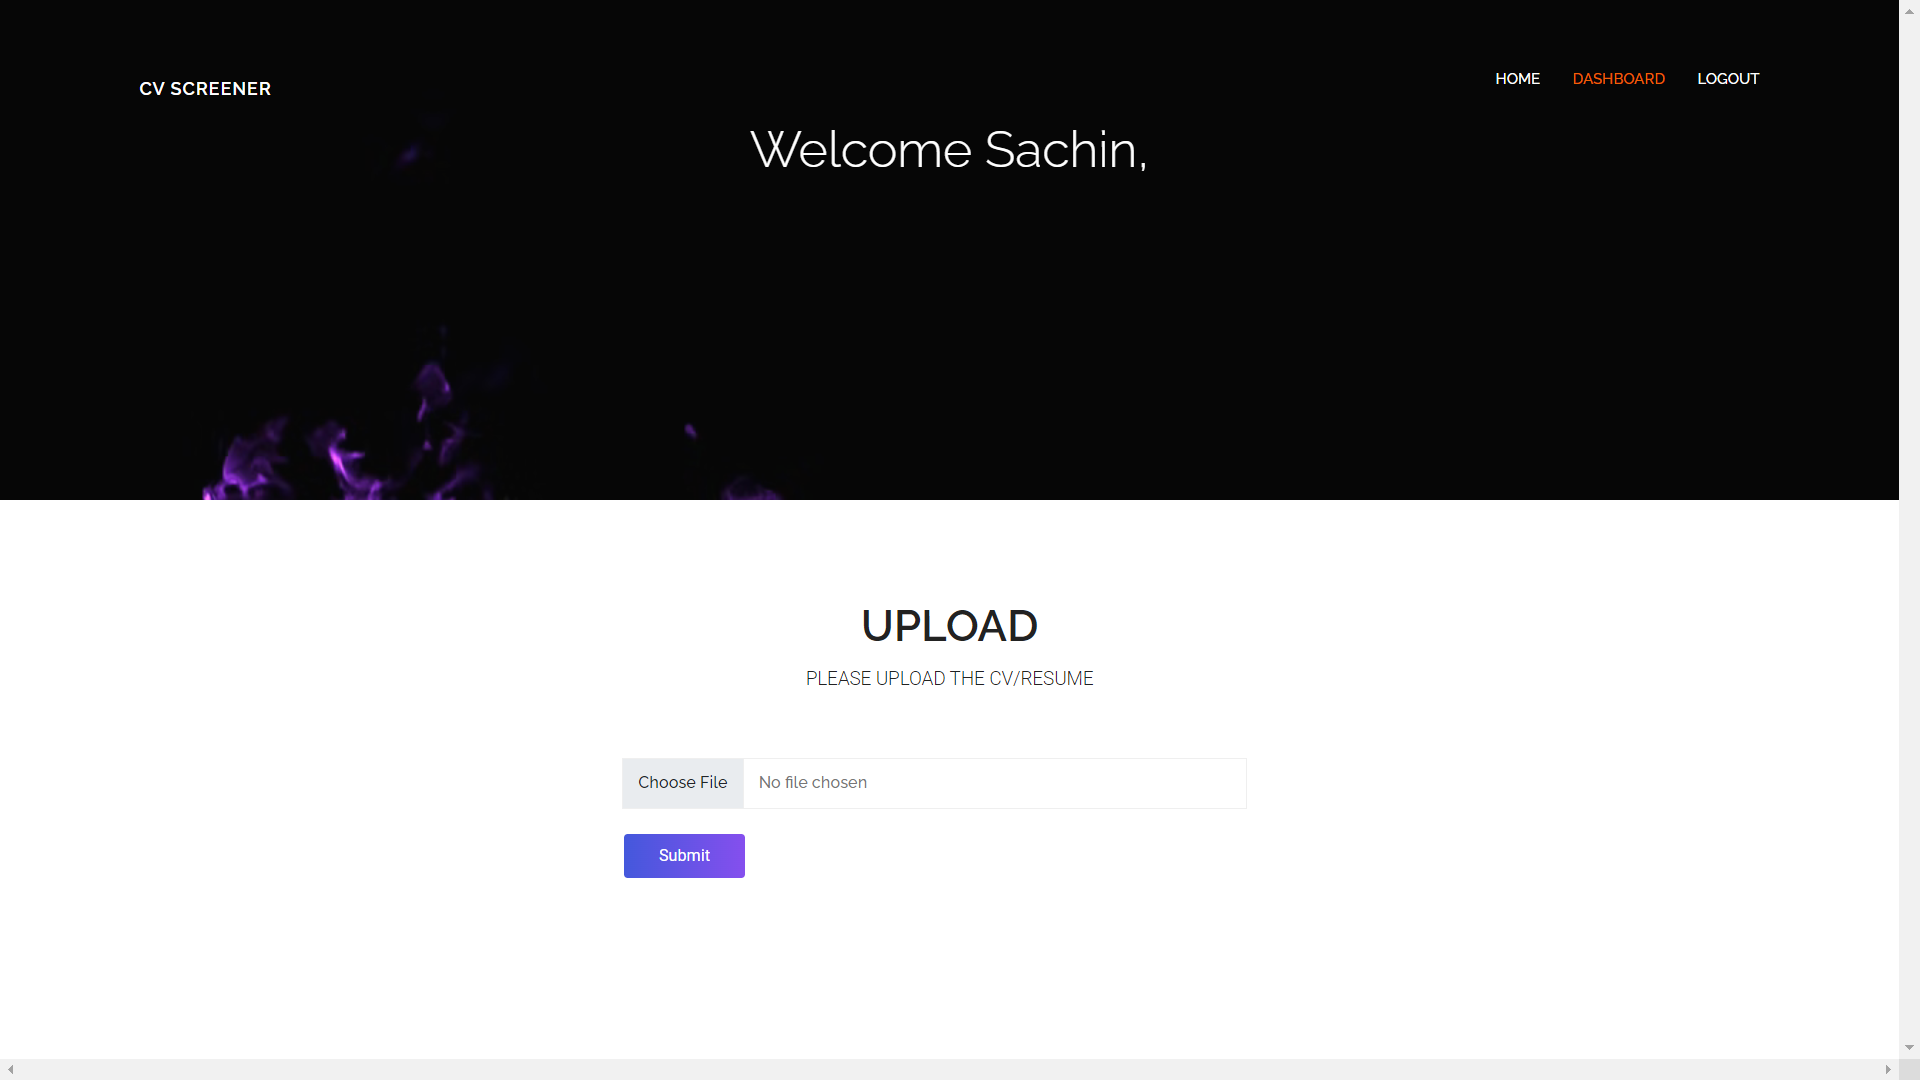 CV SCREENER
HOME DASHBOARD LOGOUT
Welcome Sachin,
UPLOAD
PLEASE UPLOAD THE CV/RESUME
Choose File No file chosen
Submit